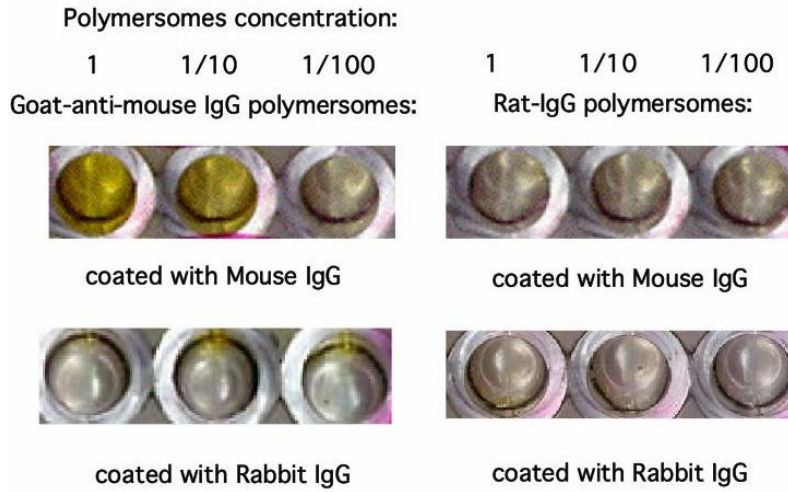 Polymersomes concentration:
1 1/10 1/100
Goat-anti-mouse IgG polymersomes:
coated with Mouse IgG
coated with Rabbit IgG
1 1/10 1/100
Rat-IgG polymersomes:
coated with Mouse IgG
coated with Rabbit IgG